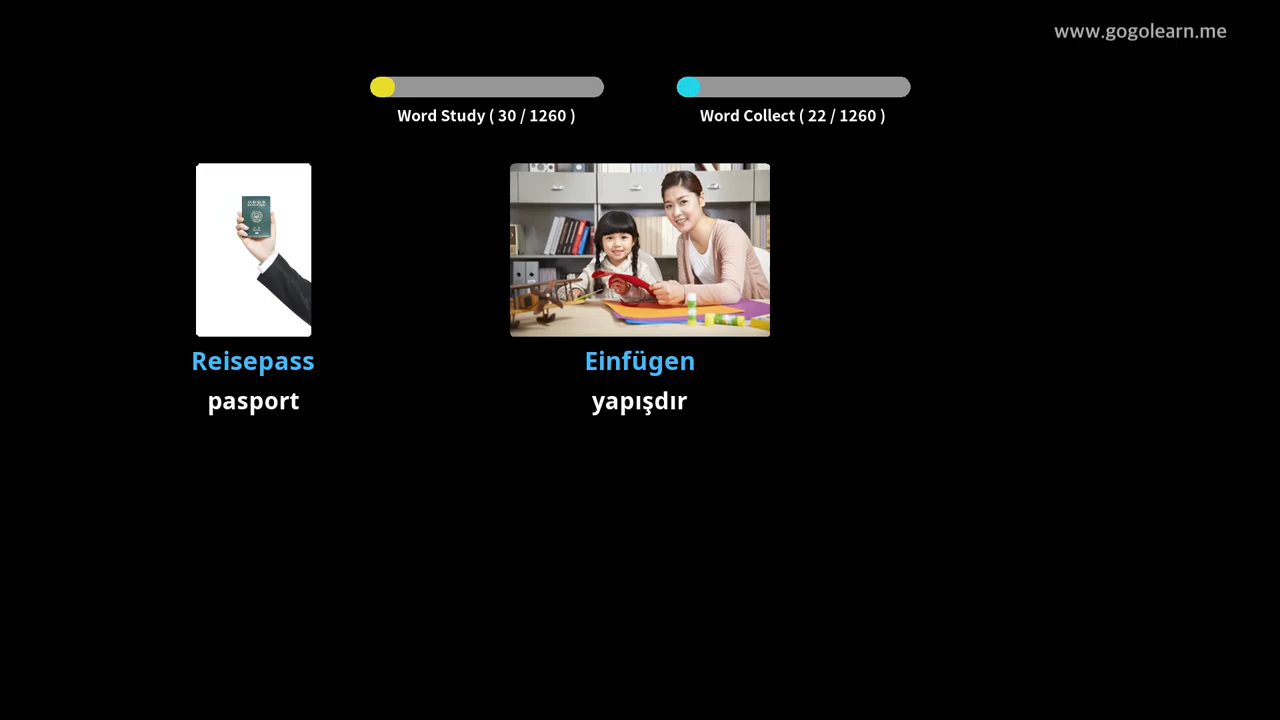 www.gogolearn.me
Word Study ( 30 / 1260 )
Word Collect ( 22 / 1260 )
Reisepass
Einfügen
pasport
yapışdır